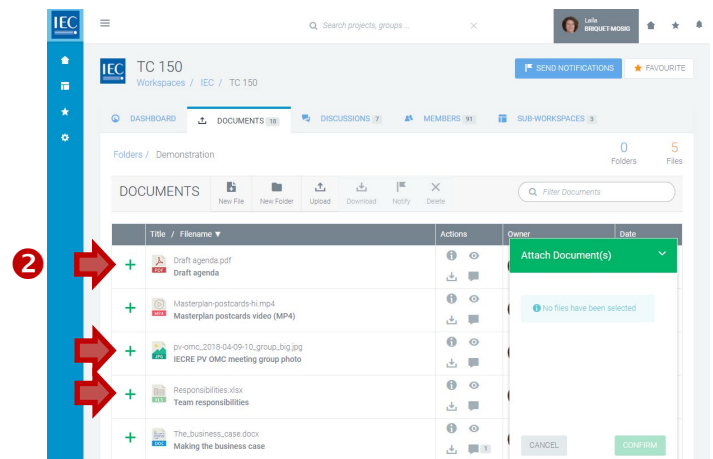 IEC
Search projects, groups ...
Leila
BRIQUET-MOSIG
IEC
TC 150
Workspaces / IEC / TC 150
SEND NOTIFICATIONS
FAVOURITE
DASHBOARD
DOCUMENTS 18
DISCUSSIONS 7
MEMBERS 91
SUB-WORKSPACES 3
Folders / Demonstration
0
Folders
5
Files
DOCUMENTS
New File
New Folder
Upload
Download
Notify
Delete
Filter Documents
Title / Filename ▼
Actions
Owner
Date
2
PDF
Draft agenda.pdf
Draft agenda
Attach Document(s)
MP4
Masterplan-postcards-hi.mp4
Masterplan postcards video (MP4)
No files have been selected
JPG
pv-omc_2018-04-09-10_group_big.jpg
IECRE PV OMC meeting group photo
XLS
Responsibilities.xlsx
Team responsibilities
DOC
The_business_case.docx
Making the business case
1
CANCEL
CONFIRM